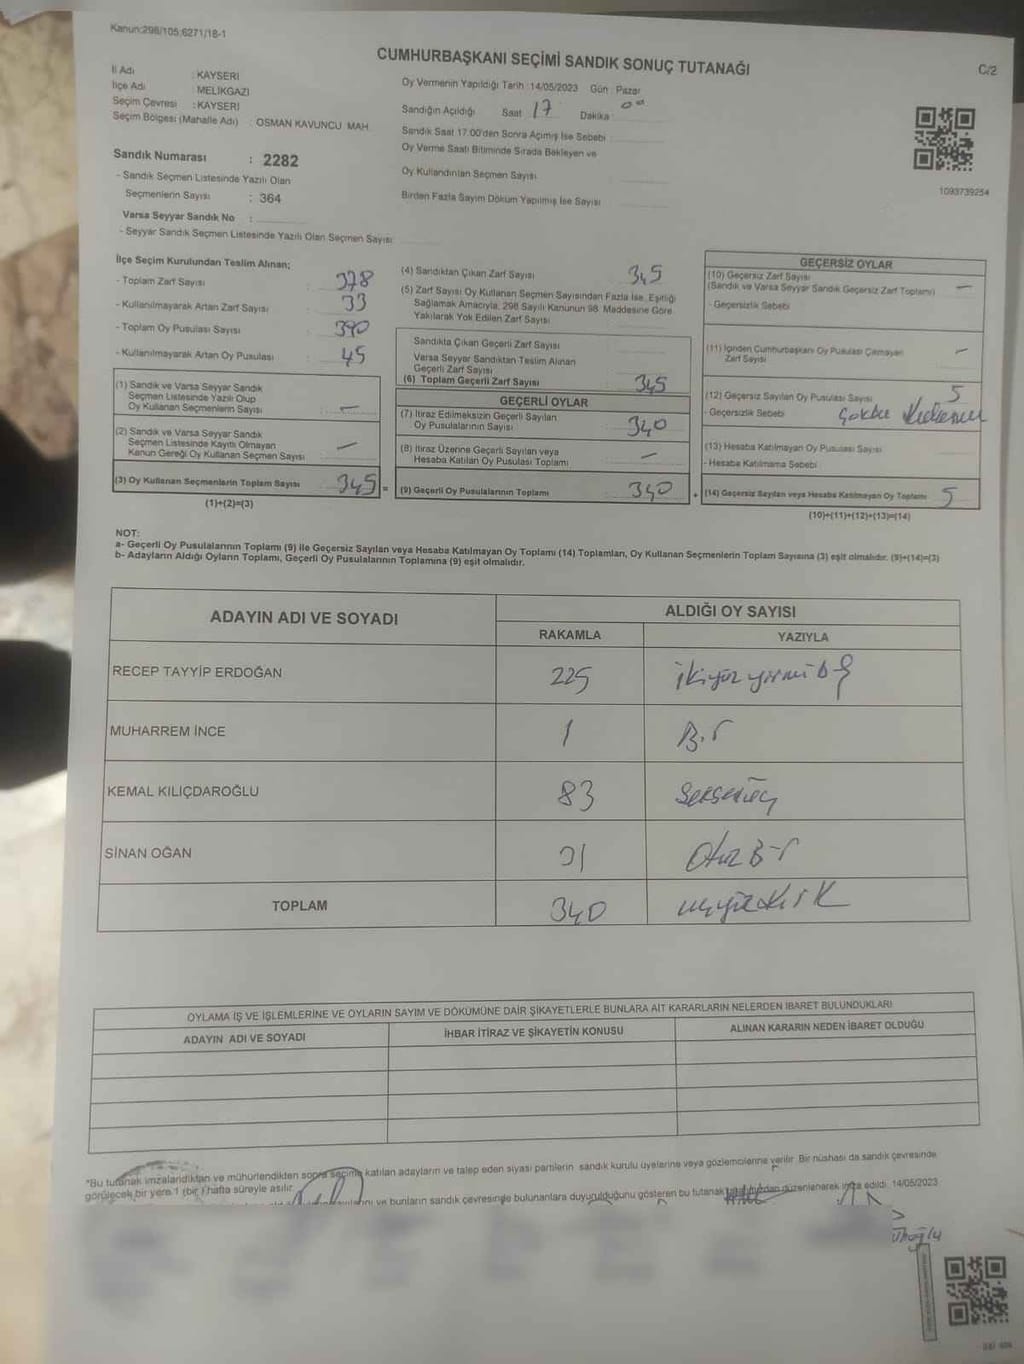 Kanun:298/105;6271/18-1
CUMHURBAŞKANI SEÇİMİ SANDIK SONUÇ TUTANAĞI
C/2
İl Adı : KAYSERİ
İlçe Adı : MELİKGAZİ
Seçim Çevresi : KAYSERİ
Seçim Bölgesi (Mahalle Adı) : OSMAN KAVUNCU MAH.
Sandık Numarası : 2282
- Sandık Seçmen Listesinde Yazılı Olan
Seçmenlerin Sayısı : 364
Varsa Seyyar Sandık No :
- Seyyar Sandık Seçmen Listesinde Yazılı Olan Seçmen Sayısı:
Oy Vermenin Yapıldığı Tarih :14/05/2023 Gün : Pazar
Sandığın Açıldığı Saat 17 Dakika : 00
Sandık Saat 17:00'den Sonra Açılmış İse Sebebi :
Oy Verme Saati Bitiminde Sırada Bekleyen ve
Oy Kullandırılan Seçmen Sayısı
Birden Fazla Sayım Döküm Yapılmış İse Sayısı
1093739254
İlçe Seçim Kurulundan Teslim Alınan;
- Toplam Zarf Sayısı : 378
- Kullanılmayarak Artan Zarf Sayısı : 33
- Toplam Oy Pusulası Sayısı : 390
- Kullanılmayarak Artan Oy Pusulası : 45
(1) Sandık ve Varsa Seyyar Sandık
Seçmen Listesinde Yazılı Olup
Oy Kullanan Seçmenlerin Sayısı : —
(2) Sandık ve Varsa Seyyar Sandık
Seçmen Listesinde Kayıtlı Olmayan
Kanun Gereği Oy Kullanan Seçmen Sayısı : —
(3) Oy Kullanan Seçmenlerin Toplam Sayısı 345 =
(1)+(2)=(3)
(4) Sandıktan Çıkan Zarf Sayısı 345
(5) Zarf Sayısı Oy Kullanan Seçmen Sayısından Fazla İse, Eşitliği
Sağlamak Amacıyla, 298 Sayılı Kanunun 98. Maddesine Göre
Yakılarak Yok Edilen Zarf Sayısı
Sandıkta Çıkan Geçerli Zarf Sayısı
Varsa Seyyar Sandıktan Teslim Alınan
Geçerli Zarf Sayısı
(6) Toplam Geçerli Zarf Sayısı 345
GEÇERLİ OYLAR
(7) İtiraz Edilmeksizin Geçerli Sayılan
Oy Pusulalarının Sayısı : 340
(8) İtiraz Üzerine Geçerli Sayılan veya
Hesaba Katılan Oy Pusulası Toplamı —
(9) Geçerli Oy Pusulalarının Toplamı 340 +
GEÇERSİZ OYLAR
(10) Geçersiz Zarf Sayısı
(Sandık ve Varsa Seyyar Sandık Geçersiz Zarf Toplamı) —
- Geçersizlik Sebebi
(11) İçinden Cumhurbaşkanı Oy Pusulası Çıkmayan
Zarf Sayısı —
(12) Geçersiz Sayılan Oy Pusulası Sayısı 5
- Geçersizlik Sebebi
(13) Hesaba Katılmayan Oy Pusulası Sayısı
- Hesaba Katılmama Sebebi
(14) Geçersiz Sayılan veya Hesaba Katılmayan Oy Toplamı 5
(10)+(11)+(12)+(13)=(14)
NOT:
a- Geçerli Oy Pusulalarının Toplamı (9) ile Geçersiz Sayılan veya Hesaba Katılmayan Oy Toplamı (14) Toplamları, Oy Kullanan Seçmenlerin Toplam Sayısına (3) eşit olmalıdır. (9)+(14)=(3)
b- Adayların Aldığı Oyların Toplamı, Geçerli Oy Pusulalarının Toplamına (9) eşit olmalıdır.
ADAYIN ADI VE SOYADI ALDIĞI OY SAYISI
RAKAMLA YAZIYLA
RECEP TAYYİP ERDOĞAN 225 ikiyüz yirmi beş
MUHARREM İNCE 1 Bir
KEMAL KILIÇDAROĞLU 83 Seksenüç
SİNAN OĞAN 31 Otuz Bir
TOPLAM 340 üçyüz kırk
OYLAMA İŞ VE İŞLEMLERİNE VE OYLARIN SAYIM VE DÖKÜMÜNE DAİR ŞİKAYETLERLE BUNLARA AİT KARARLARIN NELERDEN İBARET BULUNDUKLARI
ADAYIN ADI VE SOYADI İHBAR İTİRAZ VE ŞİKAYETİN KONUSU ALINAN KARARIN NEDEN İBARET OLDUĞU
*Bu tutanak imzalandıktan ve mühürlendikten sonra seçime katılan adayların ve talep eden siyasi partilerin sandık kurulu üyelerine veya gözlemcilerine verilir. Bir nüshası da sandık çevresinde
görülecek bir yere 1 (bir) hafta süreyle asılır.
ve bunların sandık çevresinde bulunanlara duyurulduğunu gösteren bu tutanak düzenlenerek imza edildi. 14/05/2023